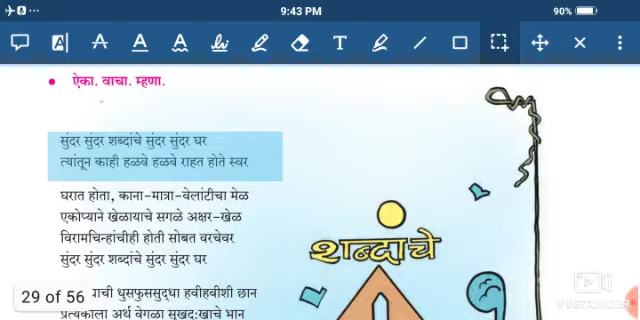 9:43 PM
90%
ऐका. वाचा. म्हणा.
सुंदर सुंदर शब्दांचे सुंदर सुंदर घर
त्यांतून काही हळवे हळवे राहत होते स्वर
घरात होता, काना-मात्रा-वेलांटीचा मेळ
एकोप्याने खेळायाचे सगळे अक्षर-खेळ
विरामचिन्हांचीही होती सोबत वरचेवर
सुंदर सुंदर शब्दांचे सुंदर सुंदर घर
शब्दांचे
29 of 56
ाची धुसफुससुद्धा हवीहवीशी छान
प्रत्येकाला अर्थ वेगळा सुखदुःखाचे भान